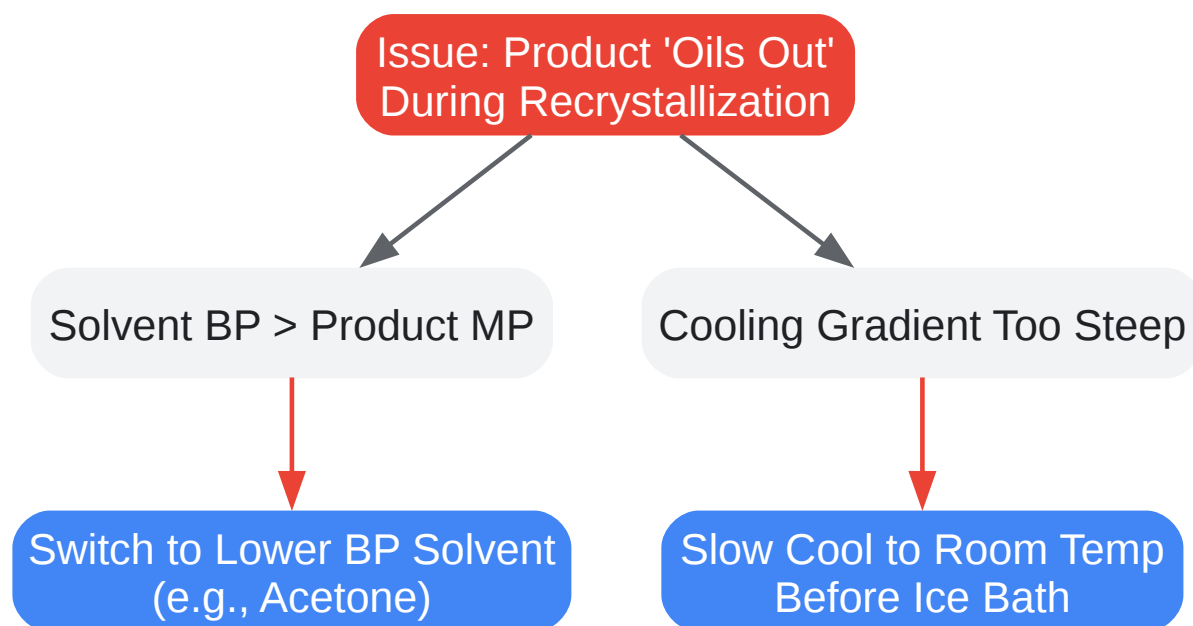 Issue: Product 'Oils Out'
During Recrystallization
Solvent BP > Product MP
Cooling Gradient Too Steep
Switch to Lower BP Solvent
(e.g., Acetone)
Slow Cool to Room Temp
Before Ice Bath